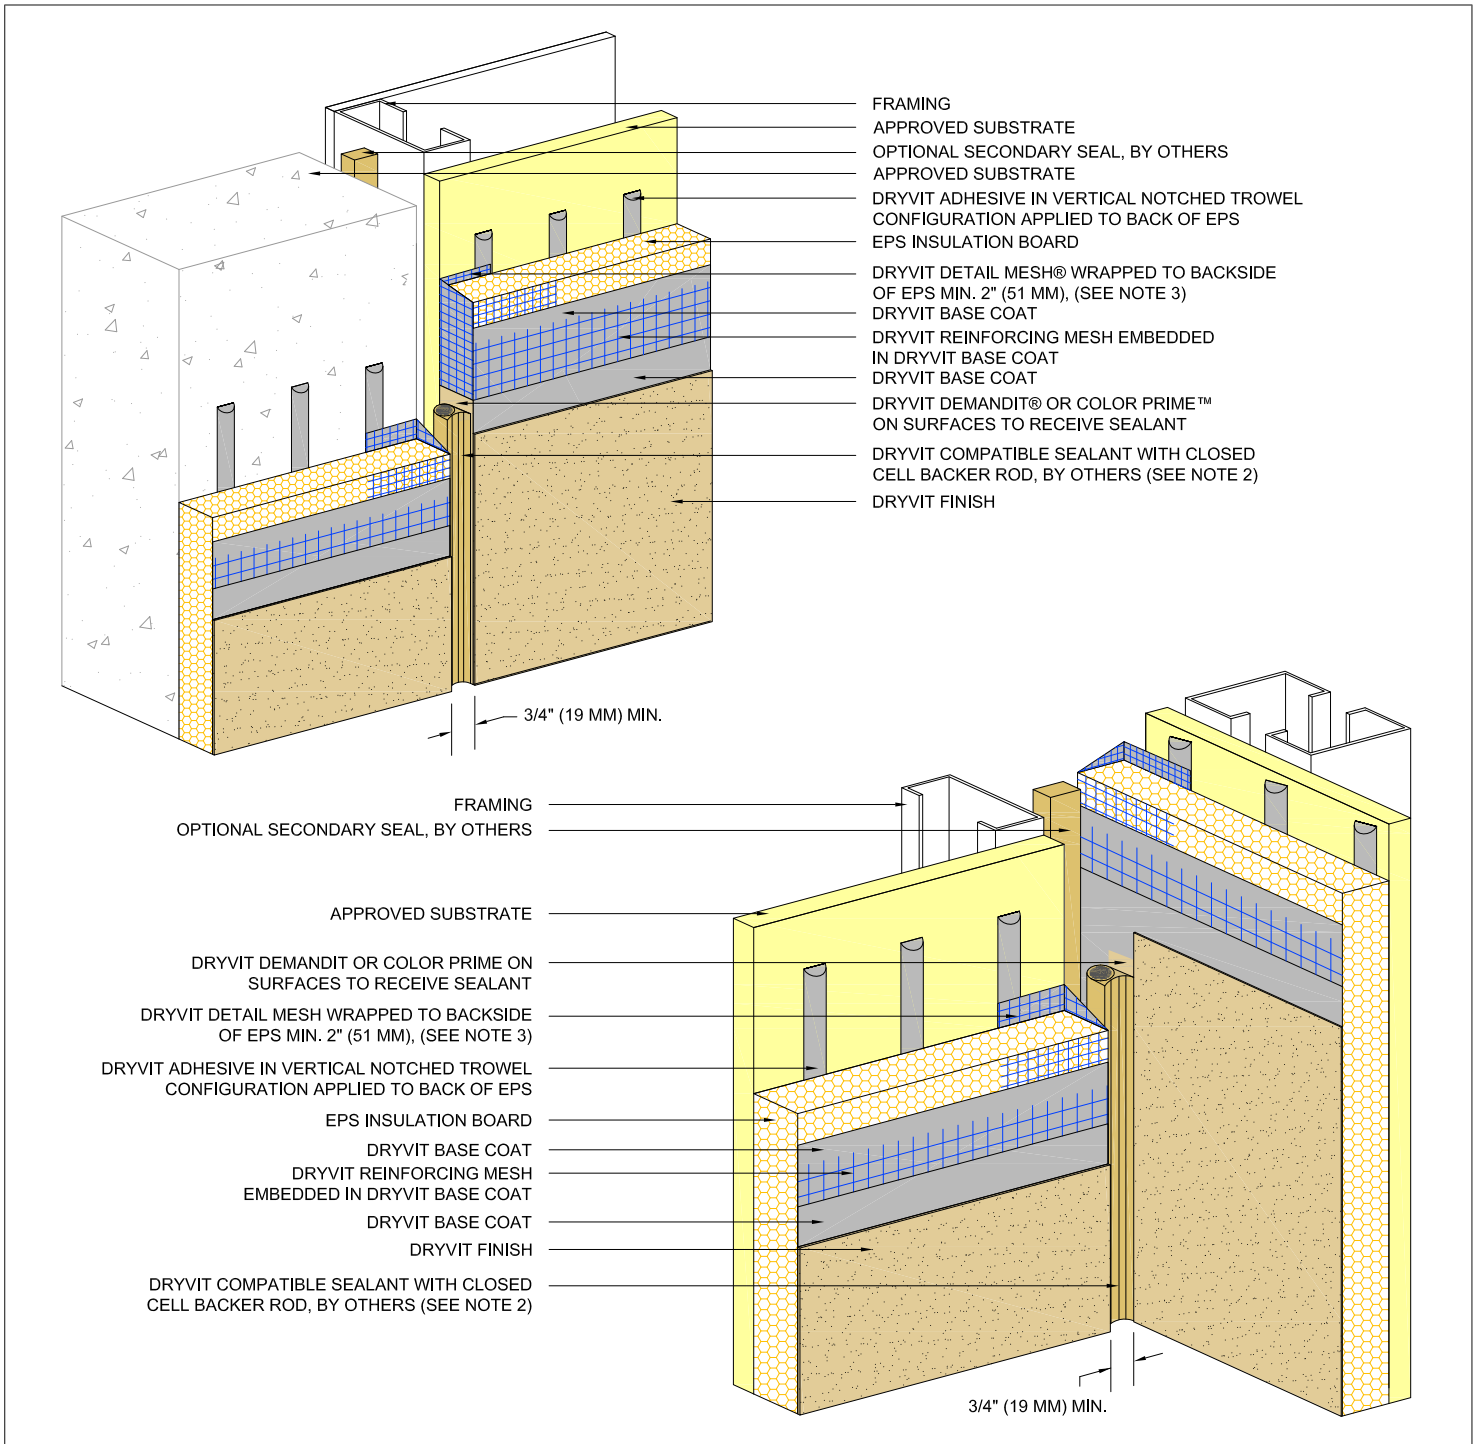 FRAMING
APPROVED SUBSTRATE
OPTIONAL SECONDARY SEAL, BY OTHERS
APPROVED SUBSTRATE
DRYVIT ADHESIVE IN VERTICAL NOTCHED TROWEL
CONFIGURATION APPLIED TO BACK OF EPS
EPS INSULATION BOARD
DRYVIT DETAIL MESH® WRAPPED TO BACKSIDE
OF EPS MIN. 2" (51 MM), (SEE NOTE 3)
DRYVIT BASE COAT
DRYVIT REINFORCING MESH EMBEDDED
IN DRYVIT BASE COAT
DRYVIT BASE COAT
DRYVIT DEMANDIT® OR COLOR PRIME™
ON SURFACES TO RECEIVE SEALANT
DRYVIT COMPATIBLE SEALANT WITH CLOSED
CELL BACKER ROD, BY OTHERS (SEE NOTE 2)
DRYVIT FINISH
3/4" (19 MM) MIN.
FRAMING
OPTIONAL SECONDARY SEAL, BY OTHERS
APPROVED SUBSTRATE
DRYVIT DEMANDIT OR COLOR PRIME ON
SURFACES TO RECEIVE SEALANT
DRYVIT DETAIL MESH WRAPPED TO BACKSIDE
OF EPS MIN. 2" (51 MM), (SEE NOTE 3)
DRYVIT ADHESIVE IN VERTICAL NOTCHED TROWEL
CONFIGURATION APPLIED TO BACK OF EPS
EPS INSULATION BOARD
DRYVIT BASE COAT
DRYVIT REINFORCING MESH
EMBEDDED IN DRYVIT BASE COAT
DRYVIT BASE COAT
DRYVIT FINISH
DRYVIT COMPATIBLE SEALANT WITH CLOSED
CELL BACKER ROD, BY OTHERS (SEE NOTE 2)
3/4" (19 MM) MIN.